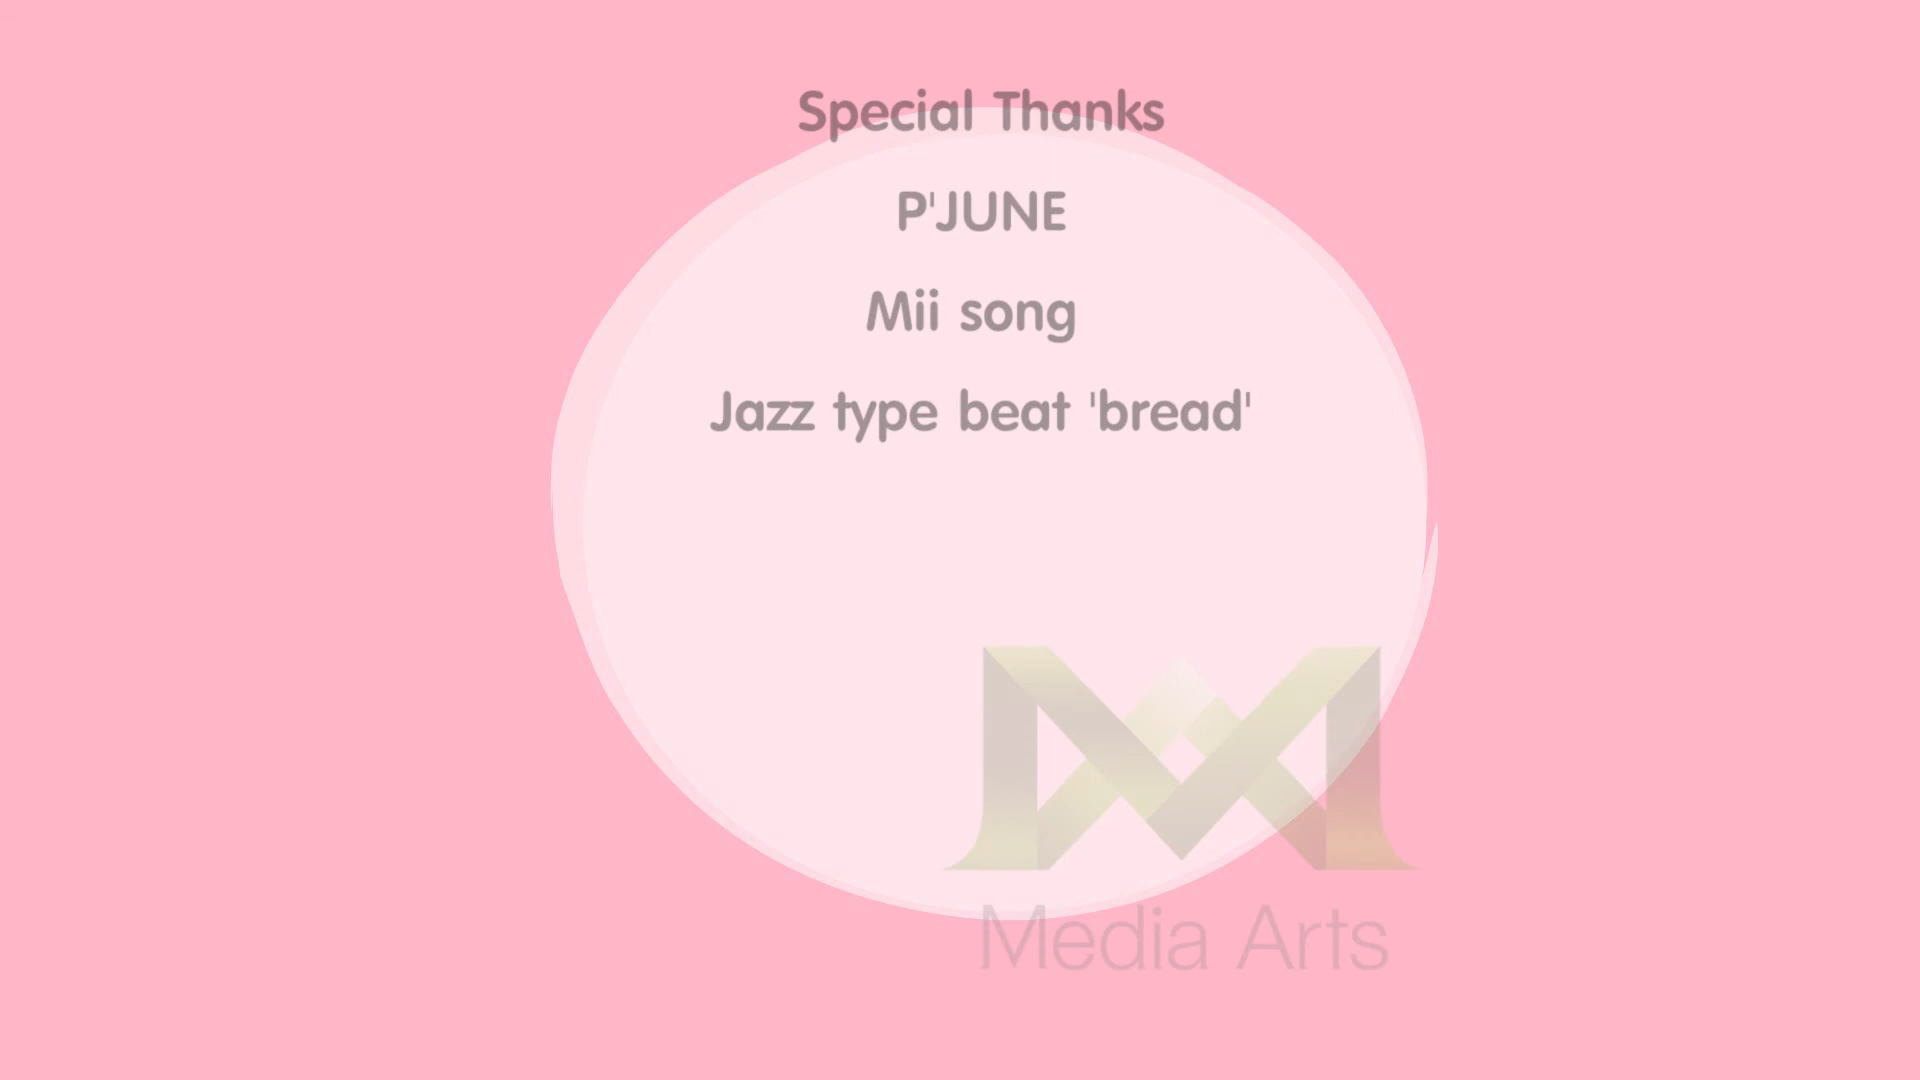 Special Thanks
P'JUNE
Mii song
Jazz type beat 'bread'
Media Arts